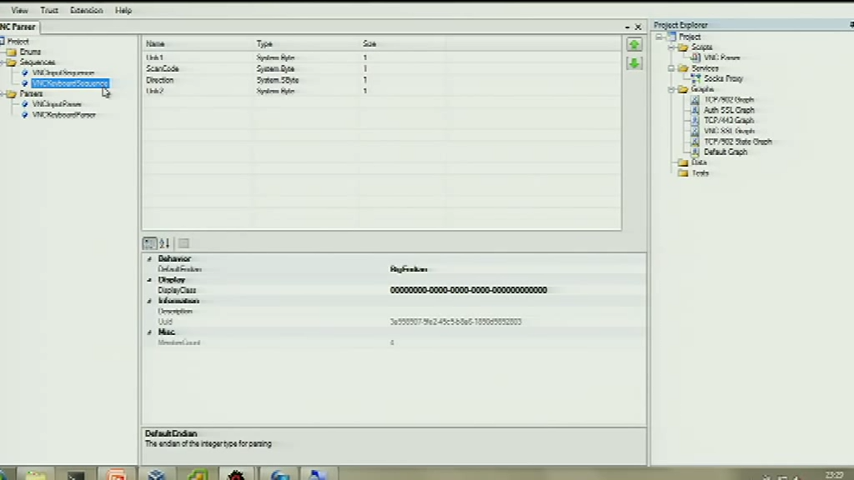 View Trust Extension Help
VNC Parser
Project
Enums
Sequences
VNCInputSequence
VNCKeyboardSequence
Parsers
VNCInputParser
VNCKeyboardParser
Name Type Size
Unk1 System.Byte 1
ScanCode System.Byte 1
Direction System.SByte 1
Unk2 System.Byte 1
Behavior
DefaultEndian BigEndian
Display
DisplayClass 00000000-0000-0000-0000-000000000000
Information
Description
Uuid
Misc
MemberCount 4
DefaultEndian
The endian of the integer type for parsing
Project Explorer
Project
Scripts
VNC Parser
Services
Socks Proxy
Graphs
TCP/902 Graph
Auth SSL Graph
TCP/443 Graph
VNC SSL Graph
TCP/902 State Graph
Default Graph
Data
Tests
23:29